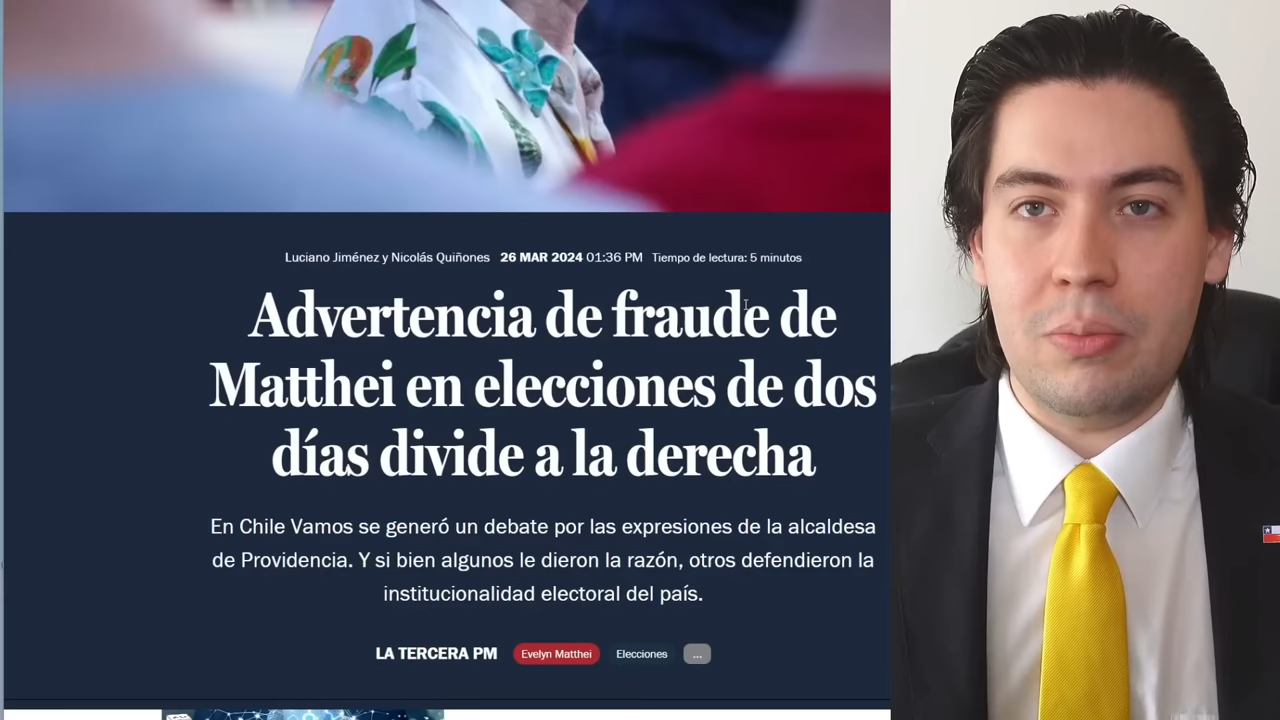 Luciano Jiménez y Nicolás Quiñones 26 MAR 2024 01:36 PM Tiempo de lectura: 5 minutos
Advertencia de fraude de
Matthei en elecciones de dos
días divide a la derecha
En Chile Vamos se generó un debate por las expresiones de la alcaldesa
de Providencia. Y si bien algunos le dieron la razón, otros defendieron la
institucionalidad electoral del país.
LA TERCERA PM Evelyn Matthei Elecciones ...